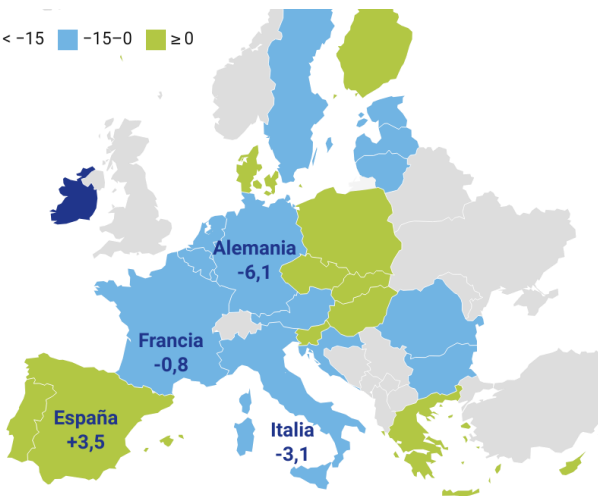 < −15 −15–0 ≥ 0
Alemania
-6,1
Francia
-0,8
España
+3,5
Italia
-3,1